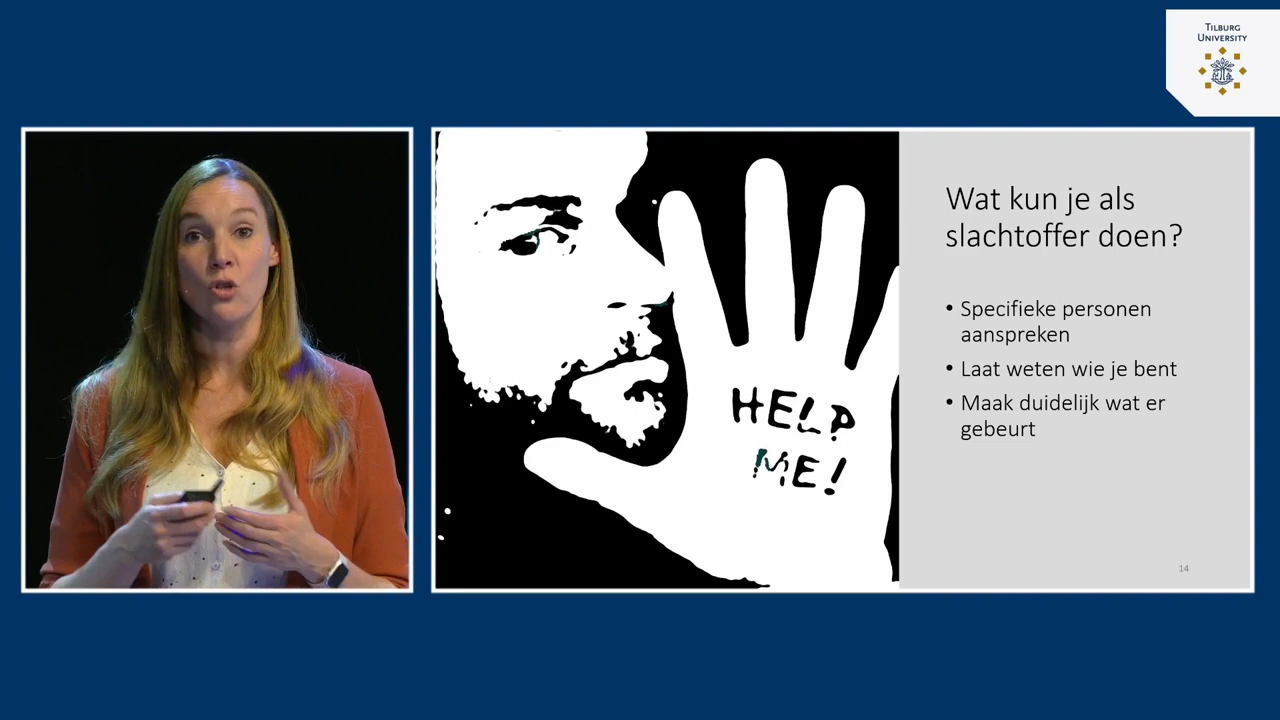 TILBURG
UNIVERSITY
HELP
ME!
Wat kun je als
slachtoffer doen?
• Specifieke personen
aanspreken
• Laat weten wie je bent
• Maak duidelijk wat er
gebeurt
14